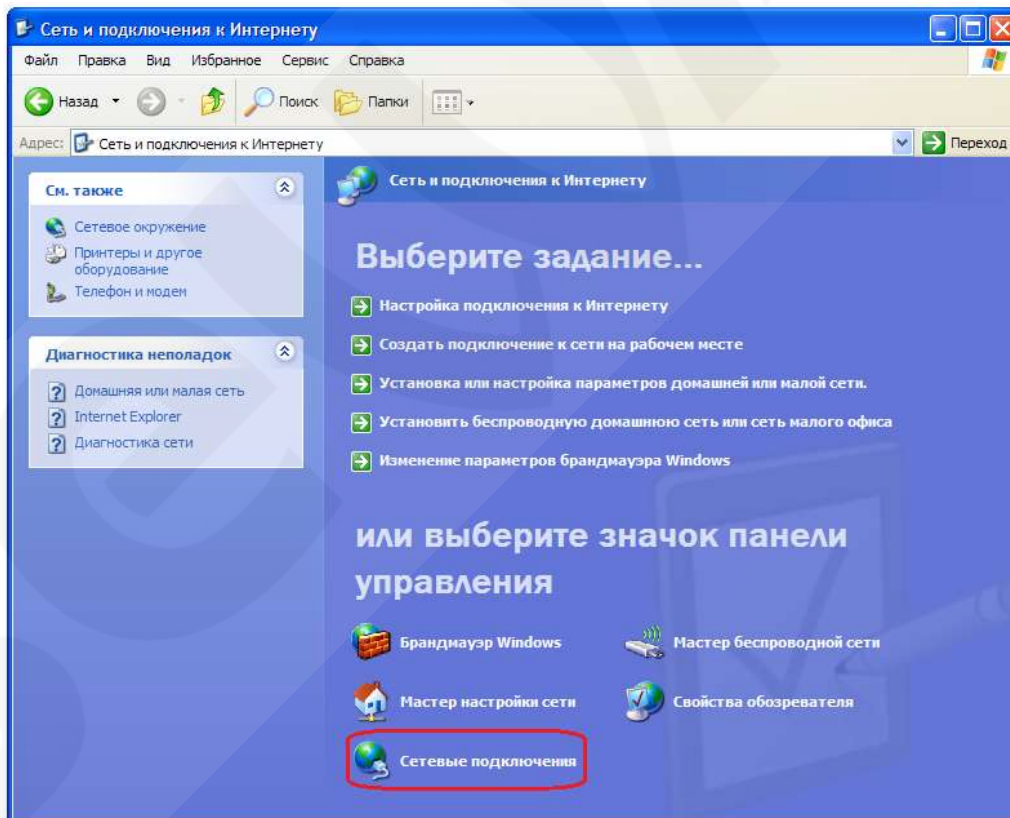 Сеть и подключения к Интернету
Файл Правка Вид Избранное Сервис Справка
Назад Поиск Папки
Адрес: Сеть и подключения к Интернету Переход
См. также
Сетевое окружение
Принтеры и другое
оборудование
Телефон и модем
Диагностика неполадок
Домашняя или малая сеть
Internet Explorer
Диагностика сети
Сеть и подключения к Интернету
Выберите задание...
Настройка подключения к Интернету
Создать подключение к сети на рабочем месте
Установка или настройка параметров домашней или малой сети.
Установить беспроводную домашнюю сеть или сеть малого офиса
Изменение параметров брандмауэра Windows
или выберите значок панели
управления
Брандмауэр Windows Мастер беспроводной сети
Мастер настройки сети Свойства обозревателя
Сетевые подключения